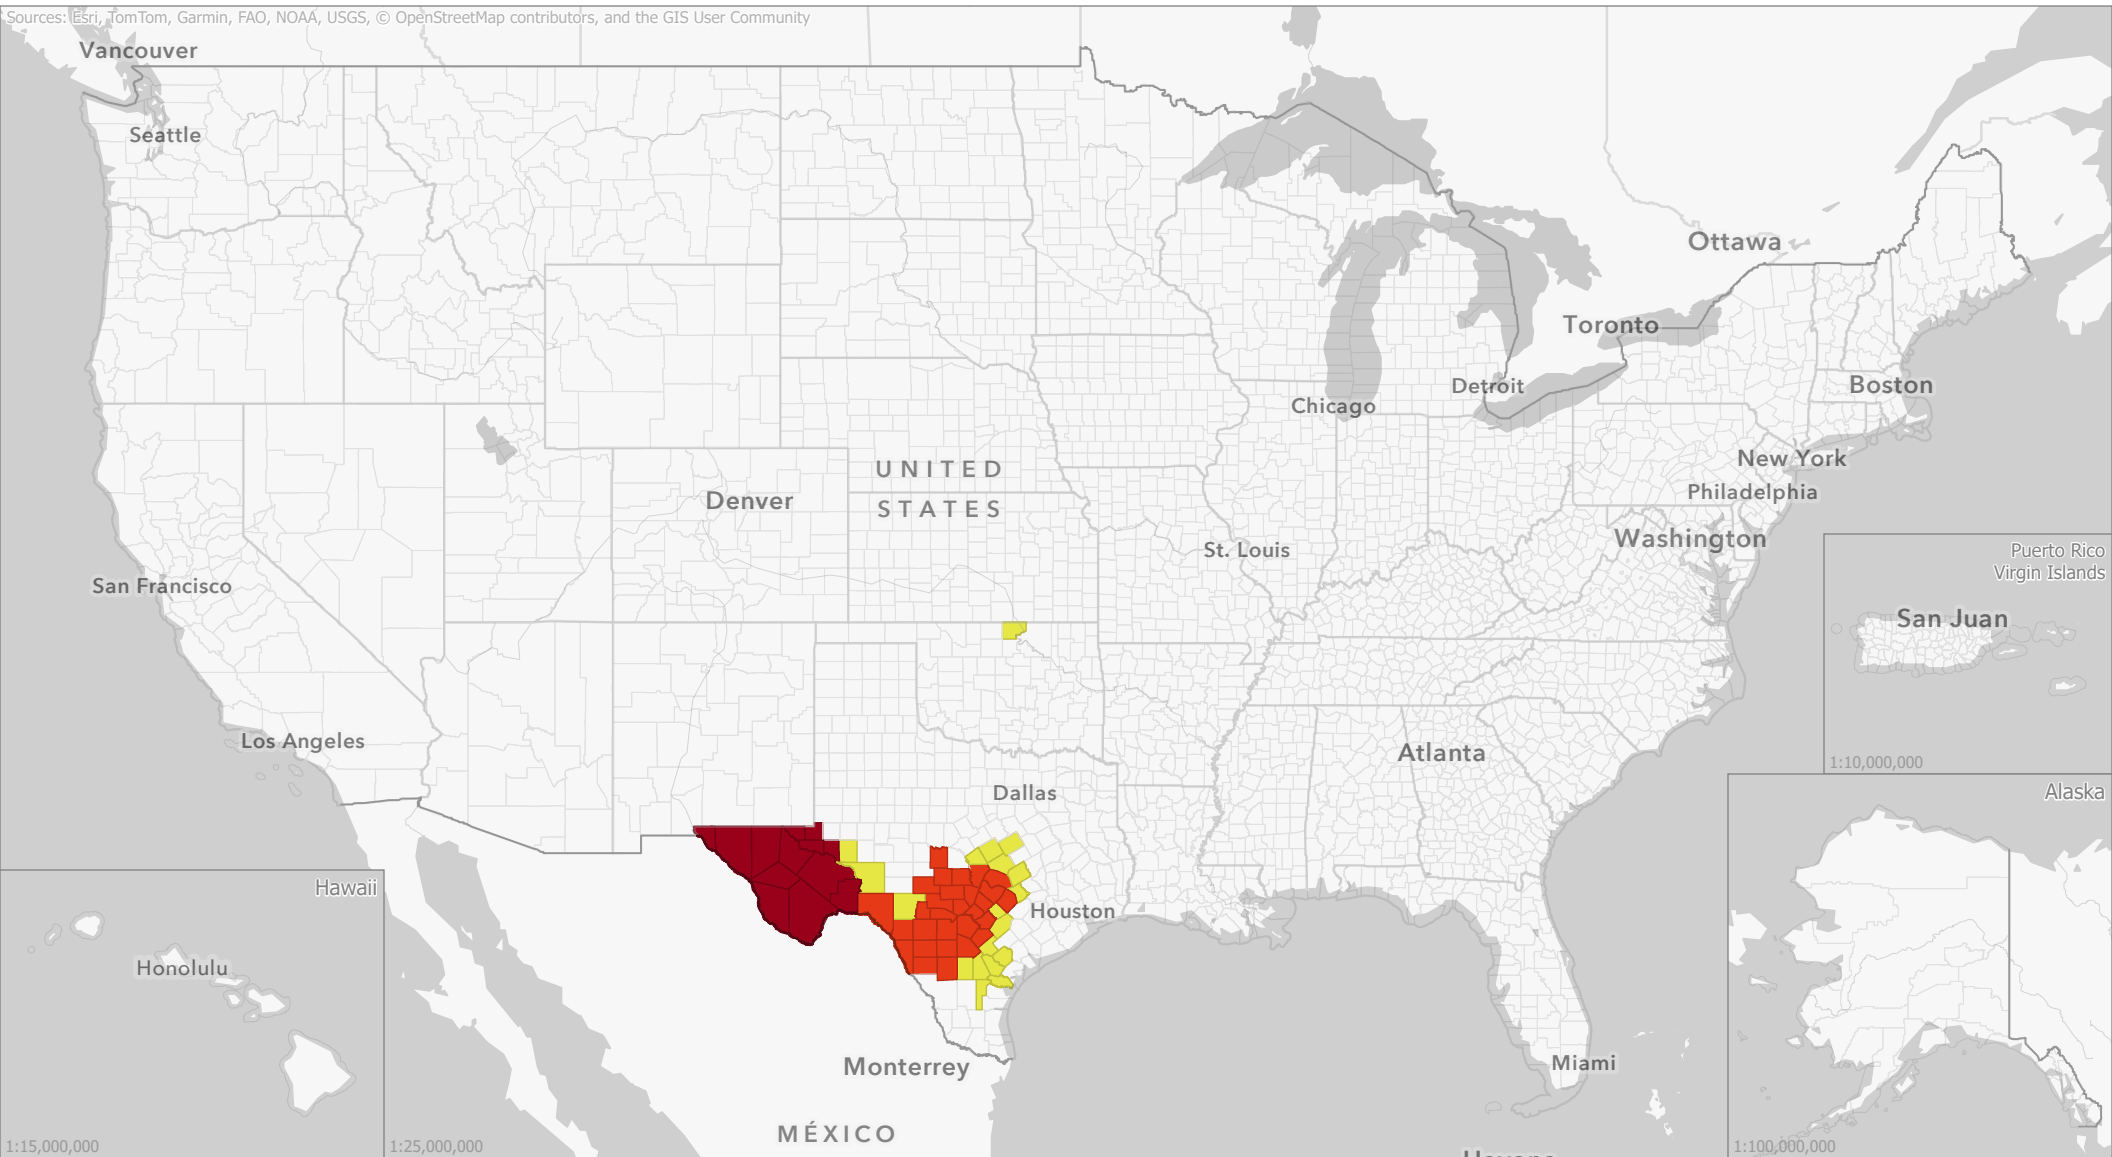 Sources: Esri, TomTom, Garmin, FAO, NOAA, USGS, © OpenStreetMap contributors, and the GIS User Community
Vancouver
Seattle
Ottawa
Toronto
Detroit
Boston
Chicago
New York
UNITED
STATES
Denver
Philadelphia
Washington
St. Louis
San Francisco
Puerto Rico
Virgin Islands
San Juan
Los Angeles
Atlanta
1:10,000,000
Dallas
Alaska
Hawaii
Houston
Honolulu
Monterrey
Miami
MÉXICO
1:15,000,000
1:25,000,000
1:100,000,000